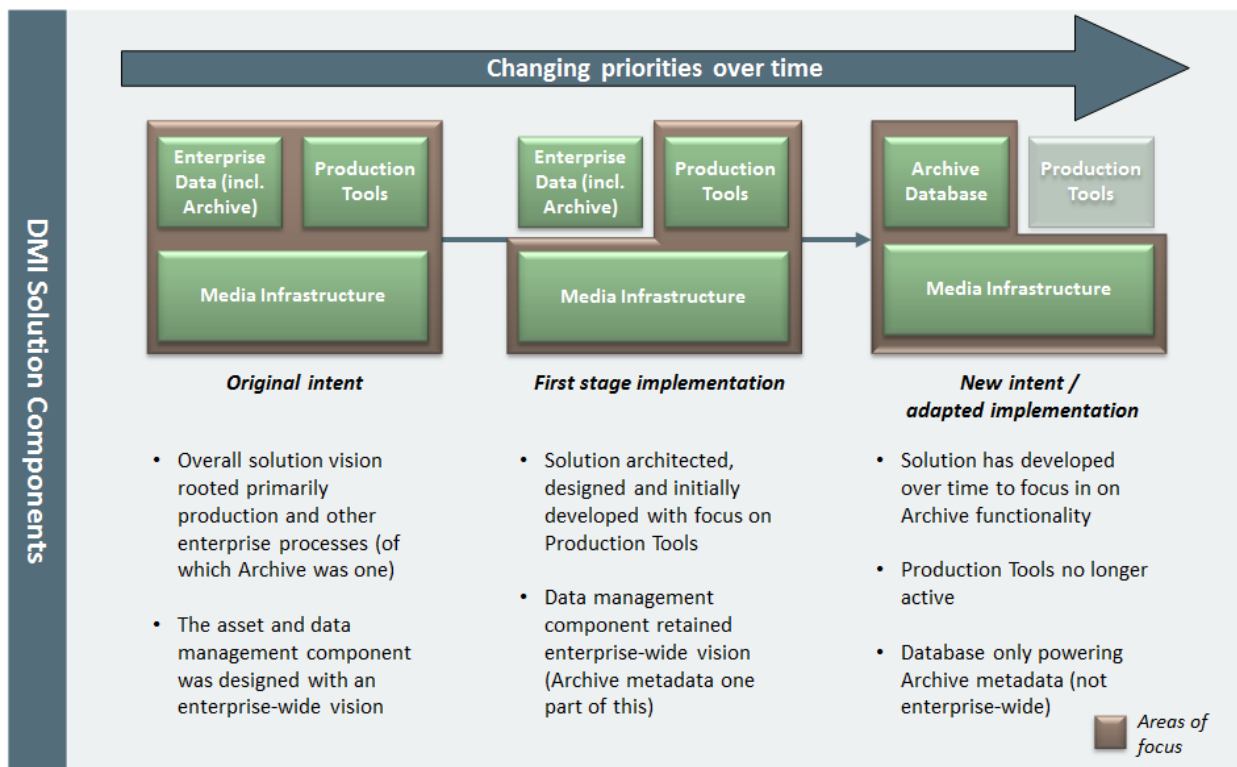 DMI Solution Components
Changing priorities over time
Enterprise
Data (incl.
Archive)
Production
Tools
Media Infrastructure
Enterprise
Data (incl.
Archive)
Production
Tools
Media Infrastructure
Archive
Database
Production
Tools
Media Infrastructure
Original intent
First stage implementation
New intent /
adapted implementation
• Overall solution vision
rooted primarily
production and other
enterprise processes (of
which Archive was one)
• The asset and data
management component
was designed with an
enterprise-wide vision
• Solution architected,
designed and initially
developed with focus on
Production Tools
• Data management
component retained
enterprise-wide vision
(Archive metadata one
part of this)
• Solution has developed
over time to focus in on
Archive functionality
• Production Tools no longer
active
• Database only powering
Archive metadata (not
enterprise-wide)
Areas of
focus